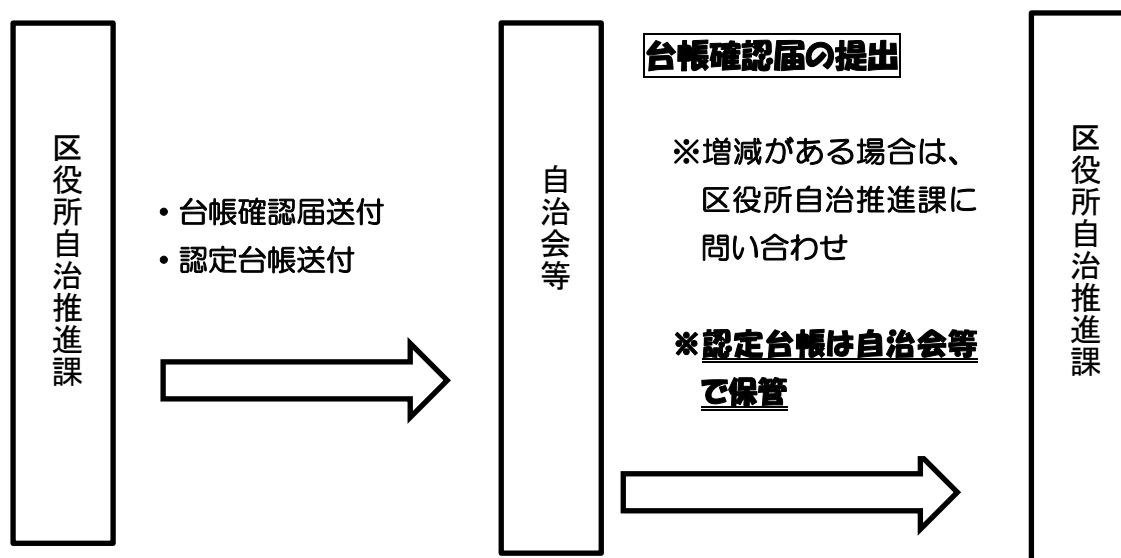 区役所自治推進課
・台帳確認届送付
・認定台帳送付
自治会等
台帳確認届の提出
※増減がある場合は、
区役所自治推進課に
問い合わせ
※認定台帳は自治会等
で保管
区役所自治推進課